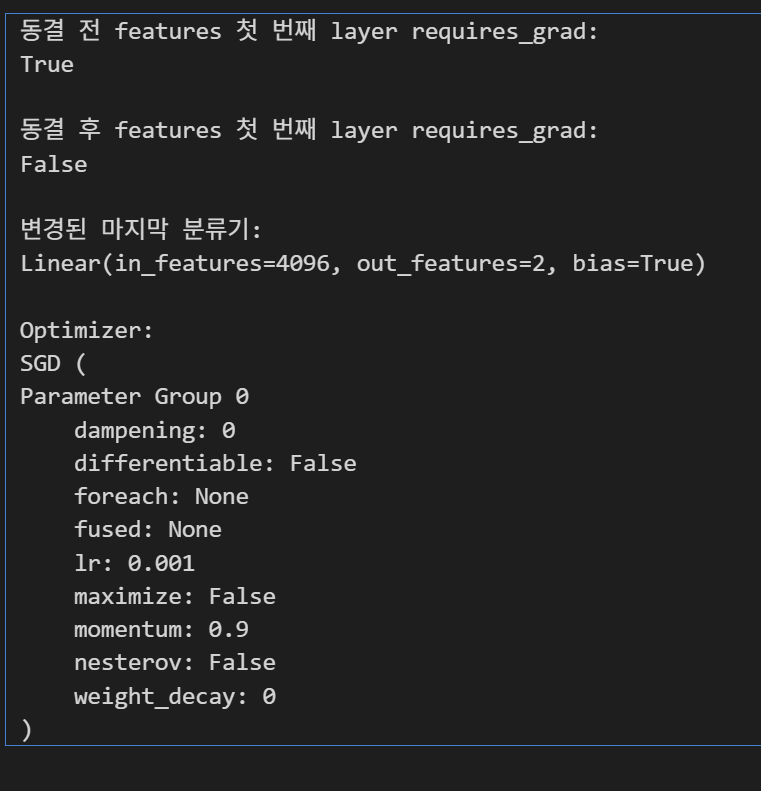 동결 전 features 첫 번째 layer requires_grad:
True
동결 후 features 첫 번째 layer requires_grad:
False
변경된 마지막 분류기:
Linear(in_features=4096, out_features=2, bias=True)
Optimizer:
SGD (
Parameter Group 0
    dampening: 0
    differentiable: False
    foreach: None
    fused: None
    lr: 0.001
    maximize: False
    momentum: 0.9
    nesterov: False
    weight_decay: 0
)